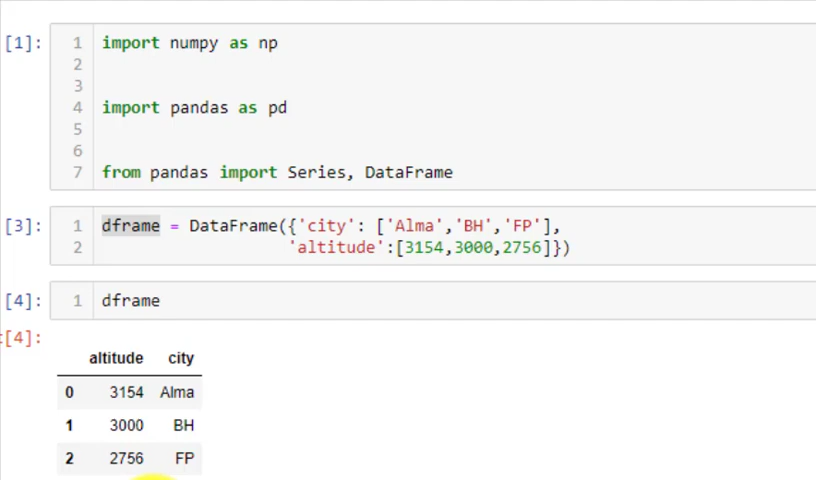 [1]: 1 import numpy as np
2
3
4 import pandas as pd
5
6
7 from pandas import Series, DataFrame
[3]: 1 dframe = DataFrame({'city': ['Alma','BH','FP'],
2 'altitude':[3154,3000,2756]})
[4]: 1 dframe
t[4]:
altitude city
0 3154 Alma
1 3000 BH
2 2756 FP